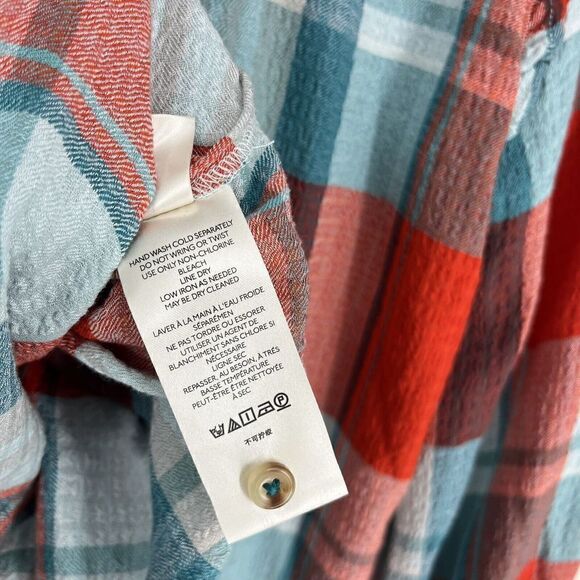 HAND WASH COLD SEPARATELY
DO NOT WRING OR TWIST
USE ONLY NON-CHLORINE
BLEACH
LINE DRY
LOW IRON AS NEEDED
MAY BE DRY CLEANED
LAVER À LA MAIN À L'EAU FROIDE
SÉPARÉMEN
NE PAS TORDRE OU ESSORER
UTILISER UN AGENT DE
BLANCHIMENT SANS CHLORE SI
NÉCESSAIRE
LIGNE SEC
REPASSER, AU BESOIN, À TRÉS
BASSE TEMPÉRATURE
PEUT-ÊTRE ÊTRE NETTOYÉE
À SEC
P
不可拧绞